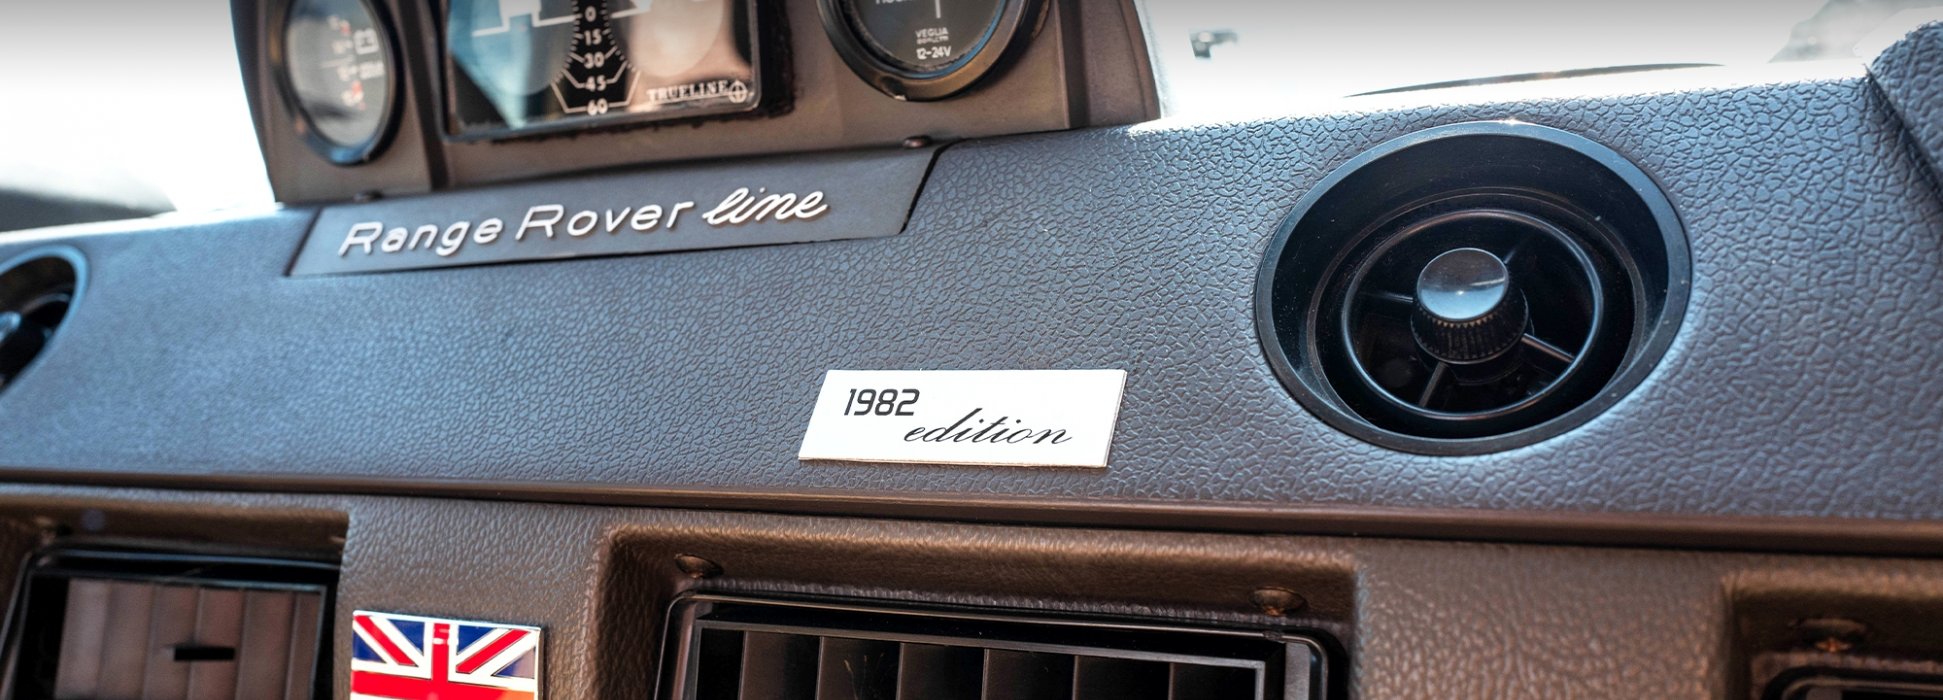 0
15
30
45
60
TRUELINE
VEGLIA
12-24V
Range Rover line
1982
edition